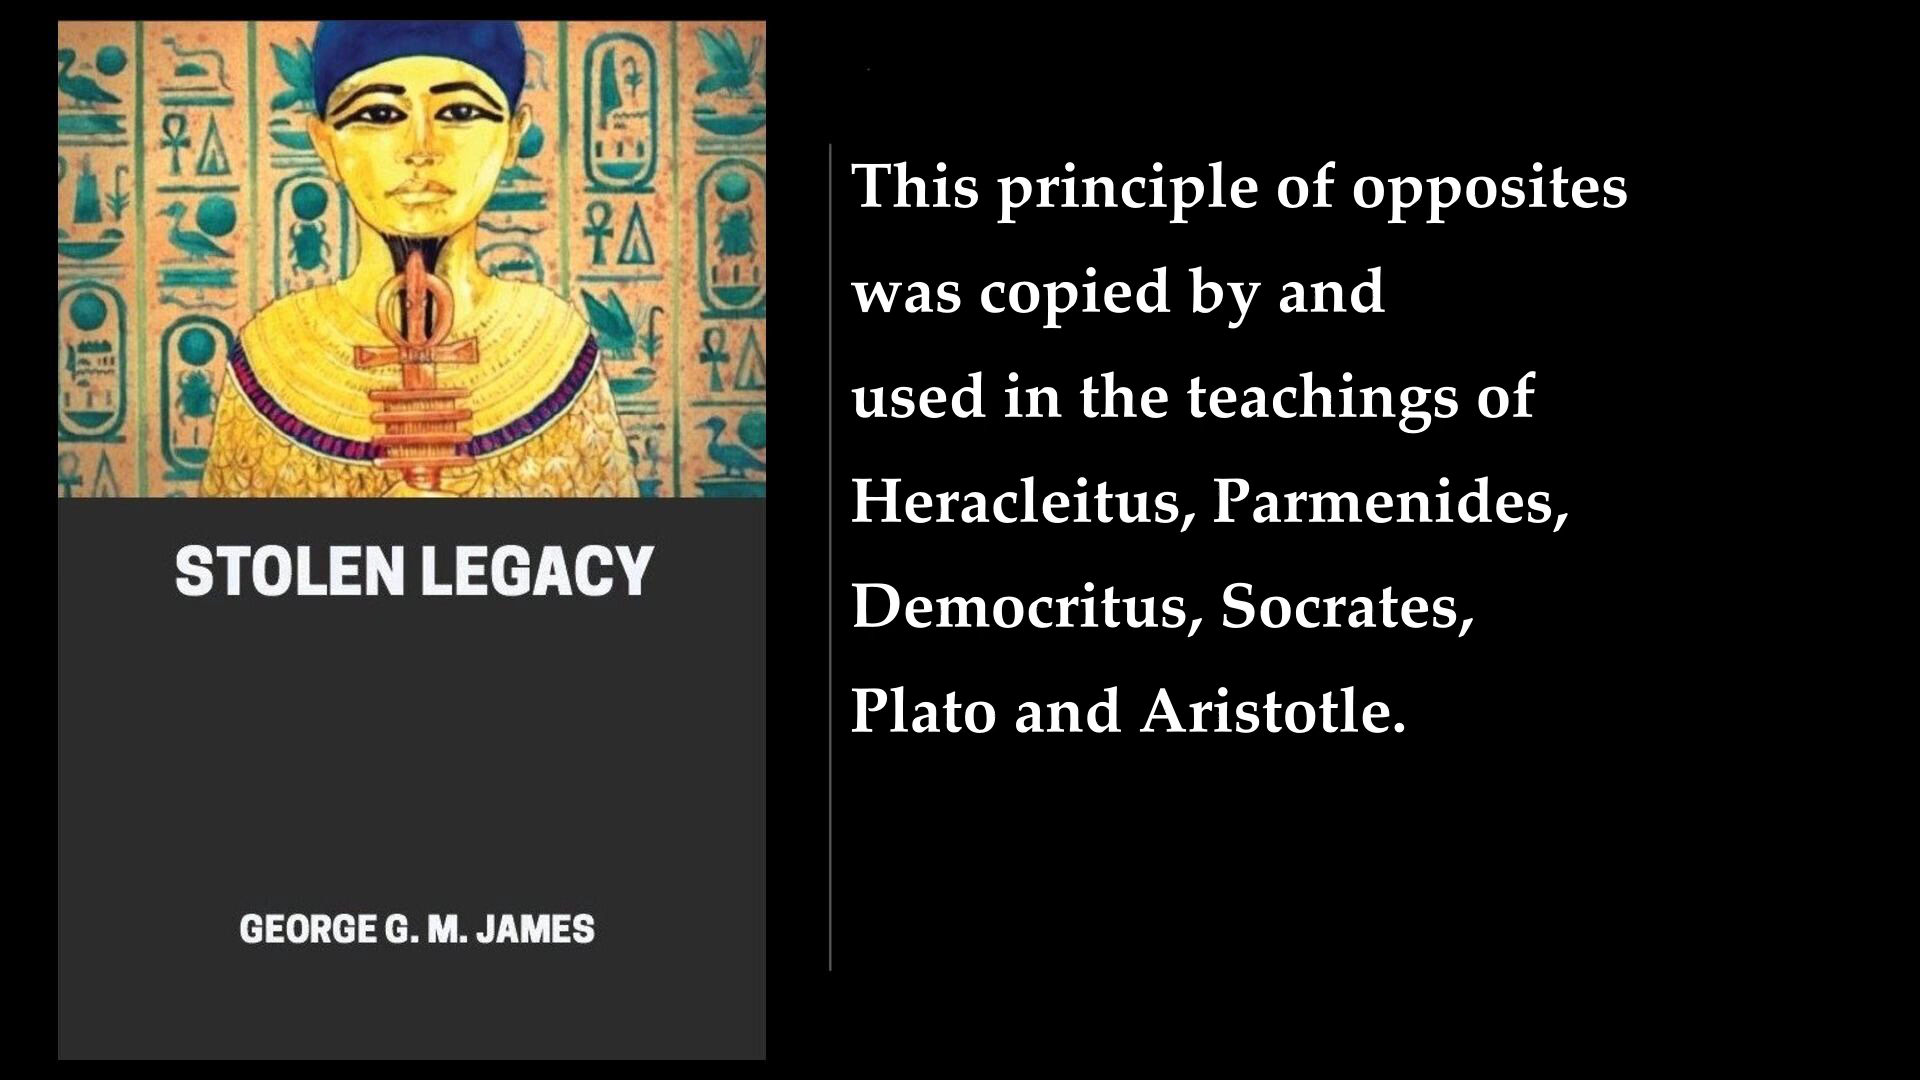 STOLEN LEGACY
GEORGE G. M. JAMES
This principle of opposites
was copied by and
used in the teachings of
Heracleitus, Parmenides,
Democritus, Socrates,
Plato and Aristotle.